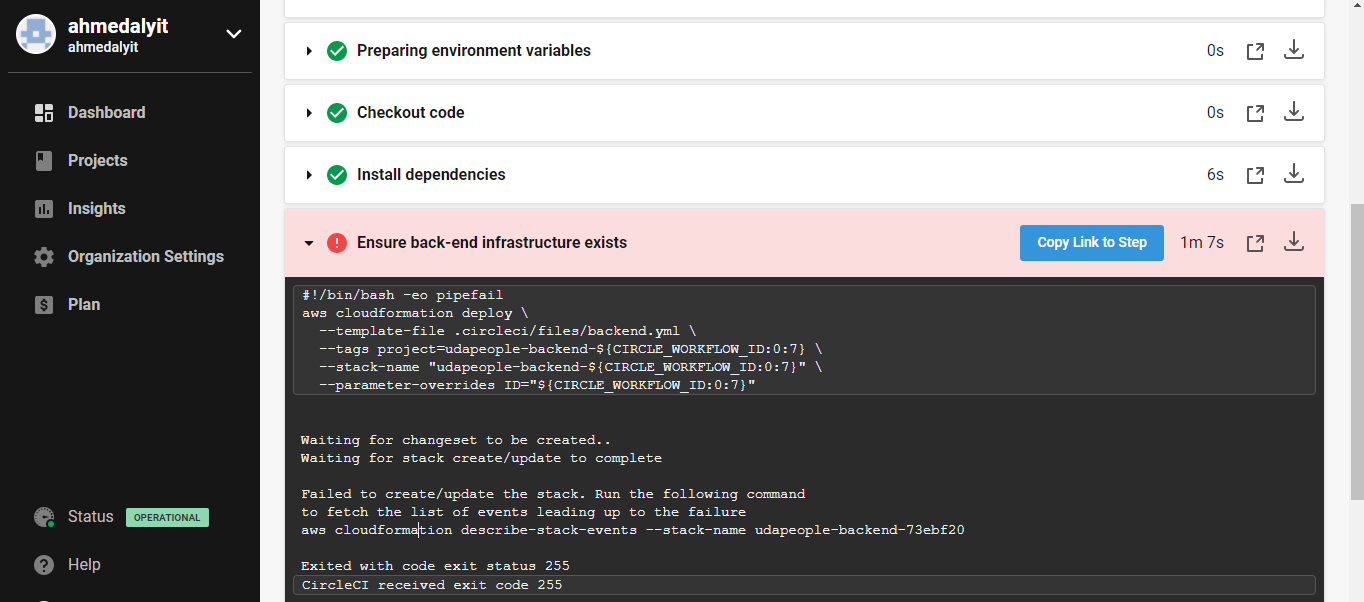 ahmedalyit
ahmedalyit
Dashboard
Projects
Insights
Organization Settings
Plan
Status OPERATIONAL
Help
Preparing environment variables 0s
Checkout code 0s
Install dependencies 6s
Ensure back-end infrastructure exists Copy Link to Step 1m 7s
#!/bin/bash -eo pipefail
aws cloudformation deploy \
  --template-file .circleci/files/backend.yml \
  --tags project=udapeople-backend-${CIRCLE_WORKFLOW_ID:0:7} \
  --stack-name "udapeople-backend-${CIRCLE_WORKFLOW_ID:0:7}" \
  --parameter-overrides ID="${CIRCLE_WORKFLOW_ID:0:7}"
Waiting for changeset to be created..
Waiting for stack create/update to complete
Failed to create/update the stack. Run the following command
to fetch the list of events leading up to the failure
aws cloudformation describe-stack-events --stack-name udapeople-backend-73ebf20
Exited with code exit status 255
CircleCI received exit code 255